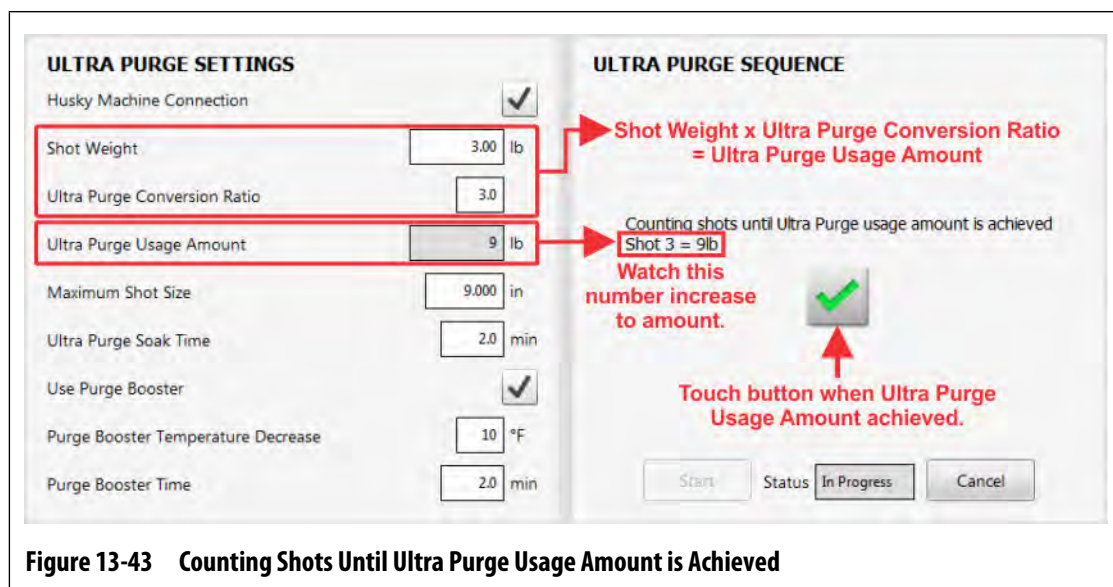 ULTRA PURGE SETTINGS
Husky Machine Connection
Shot Weight 3.00 lb
Ultra Purge Conversion Ratio 3.0
Ultra Purge Usage Amount 9 lb
Maximum Shot Size 9.000 in
Ultra Purge Soak Time 2.0 min
Use Purge Booster
Purge Booster Temperature Decrease 10 °F
Purge Booster Time 2.0 min
ULTRA PURGE SEQUENCE
Shot Weight x Ultra Purge Conversion Ratio
= Ultra Purge Usage Amount
Counting shots until Ultra Purge usage amount is achieved
Shot 3 = 9lb
Watch this
number increase
to amount.
Touch button when Ultra Purge
Usage Amount achieved.
Start Status In Progress Cancel
Figure 13-43 Counting Shots Until Ultra Purge Usage Amount is Achieved